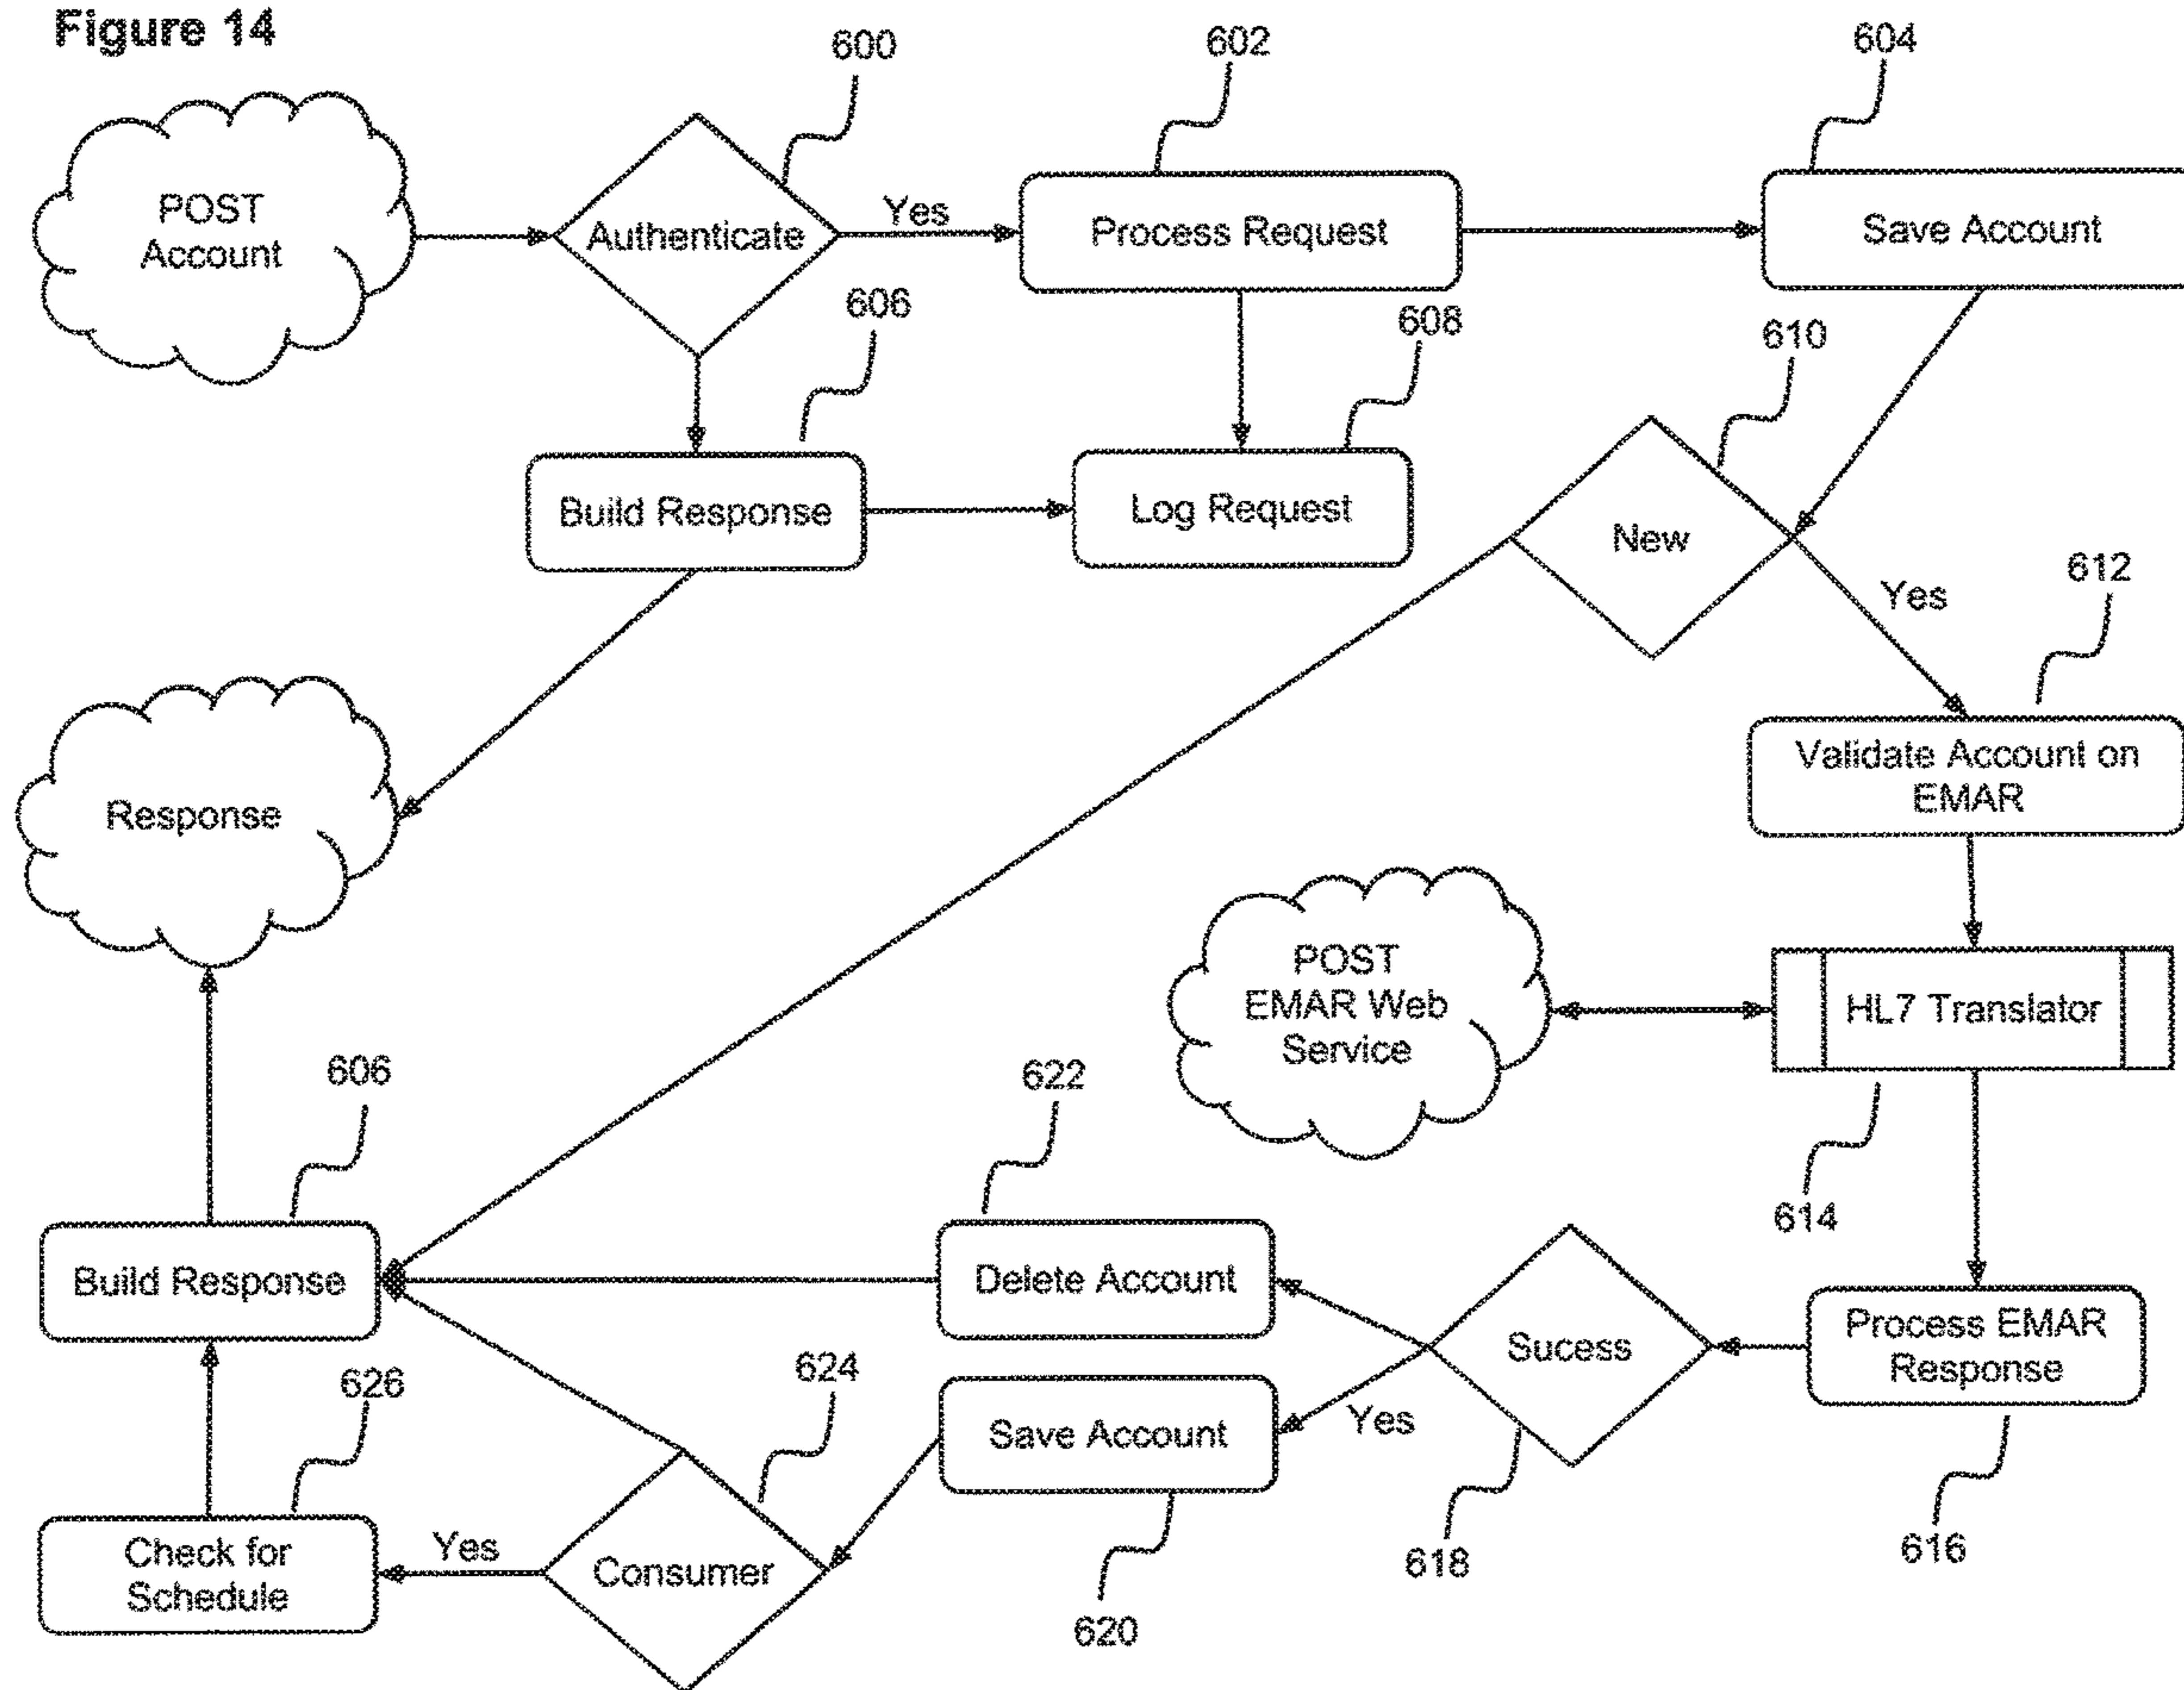 Figure 14
600
602
604
POST
Account
Authenticate
Yes
Process Request
Save Account
606
608
610
Build Response
Log Request
New
Yes
612
Validate Account on
EMAR
Response
POST
EMAR Web
Service
HL7 Translator
606
622
614
Build Response
Delete Account
Sucess
Process EMAR
Response
626
624
Save Account
Yes
Check for
Schedule
Yes
Consumer
620
618
616